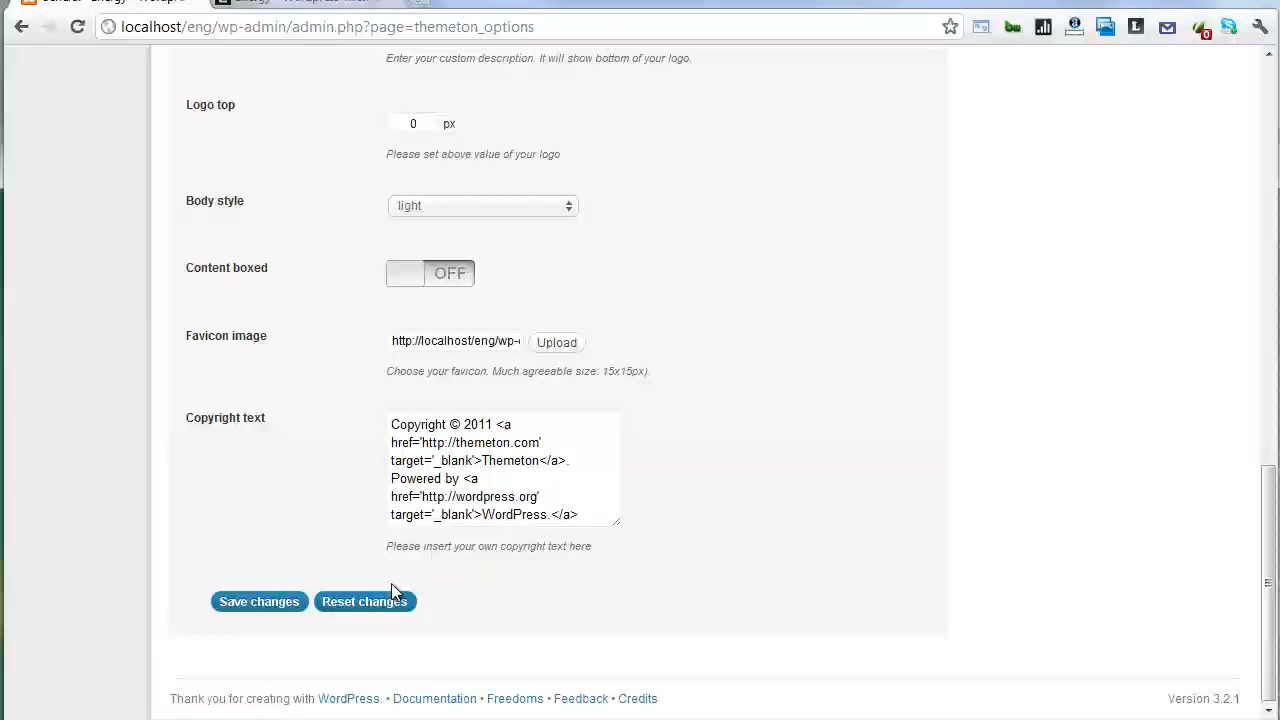 localhost/eng/wp-admin/admin.php?page=themeton_options
Enter your custom description. It will show bottom of your logo.
Logo top
0 px
Please set above value of your logo
Body style
light
Content boxed
OFF
Favicon image
http://localhost/eng/wp-
Upload
Choose your favicon. Much agreeable size: 15x15px).
Copyright text
Copyright © 2011 <a
href='http://themeton.com'
target='_blank'>Themeton</a>.
Powered by <a
href='http://wordpress.org'
target='_blank'>WordPress.</a>
Please insert your own copyright text here
Save changes
Reset changes
Thank you for creating with WordPress. • Documentation • Freedoms • Feedback • Credits
Version 3.2.1